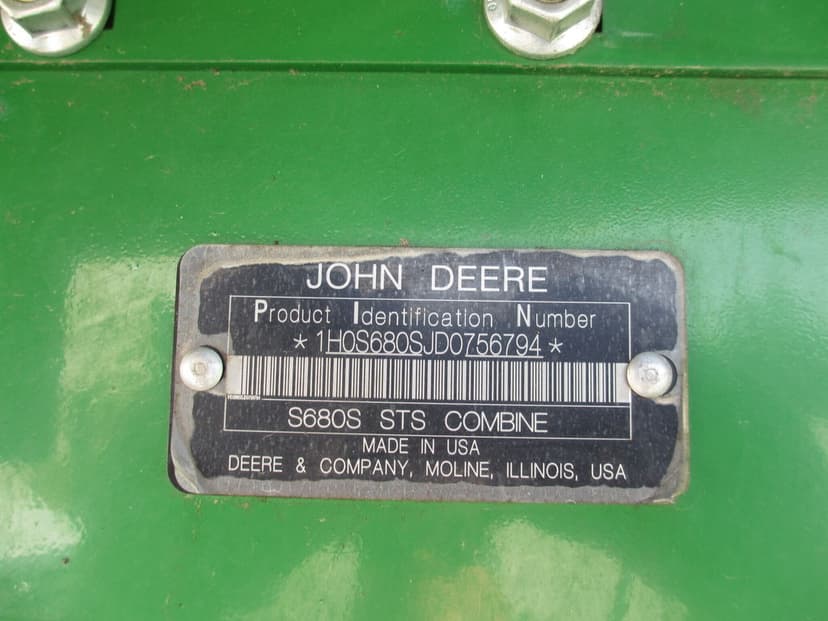 JOHN DEERE
Product Identification Number
*1H0S680SJD0756794*
S680S STS COMBINE
MADE IN USA
DEERE & COMPANY, MOLINE, ILLINOIS, USA